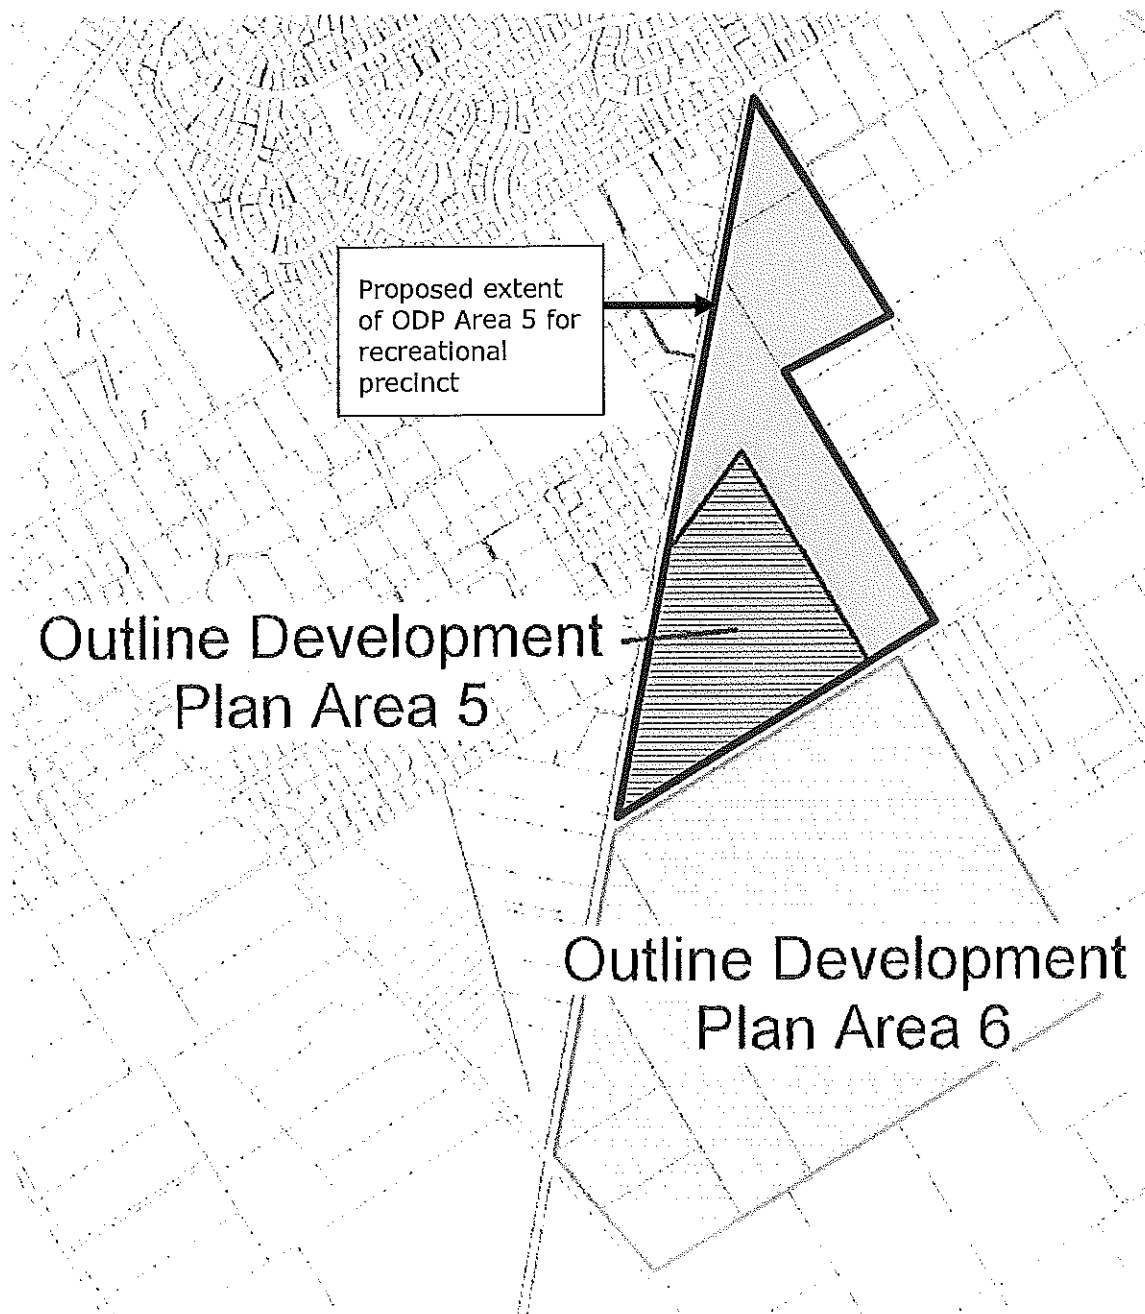 Proposed extent
of ODP Area 5 for
recreational
precinct
Outline Development
Plan Area 5
Outline Development
Plan Area 6